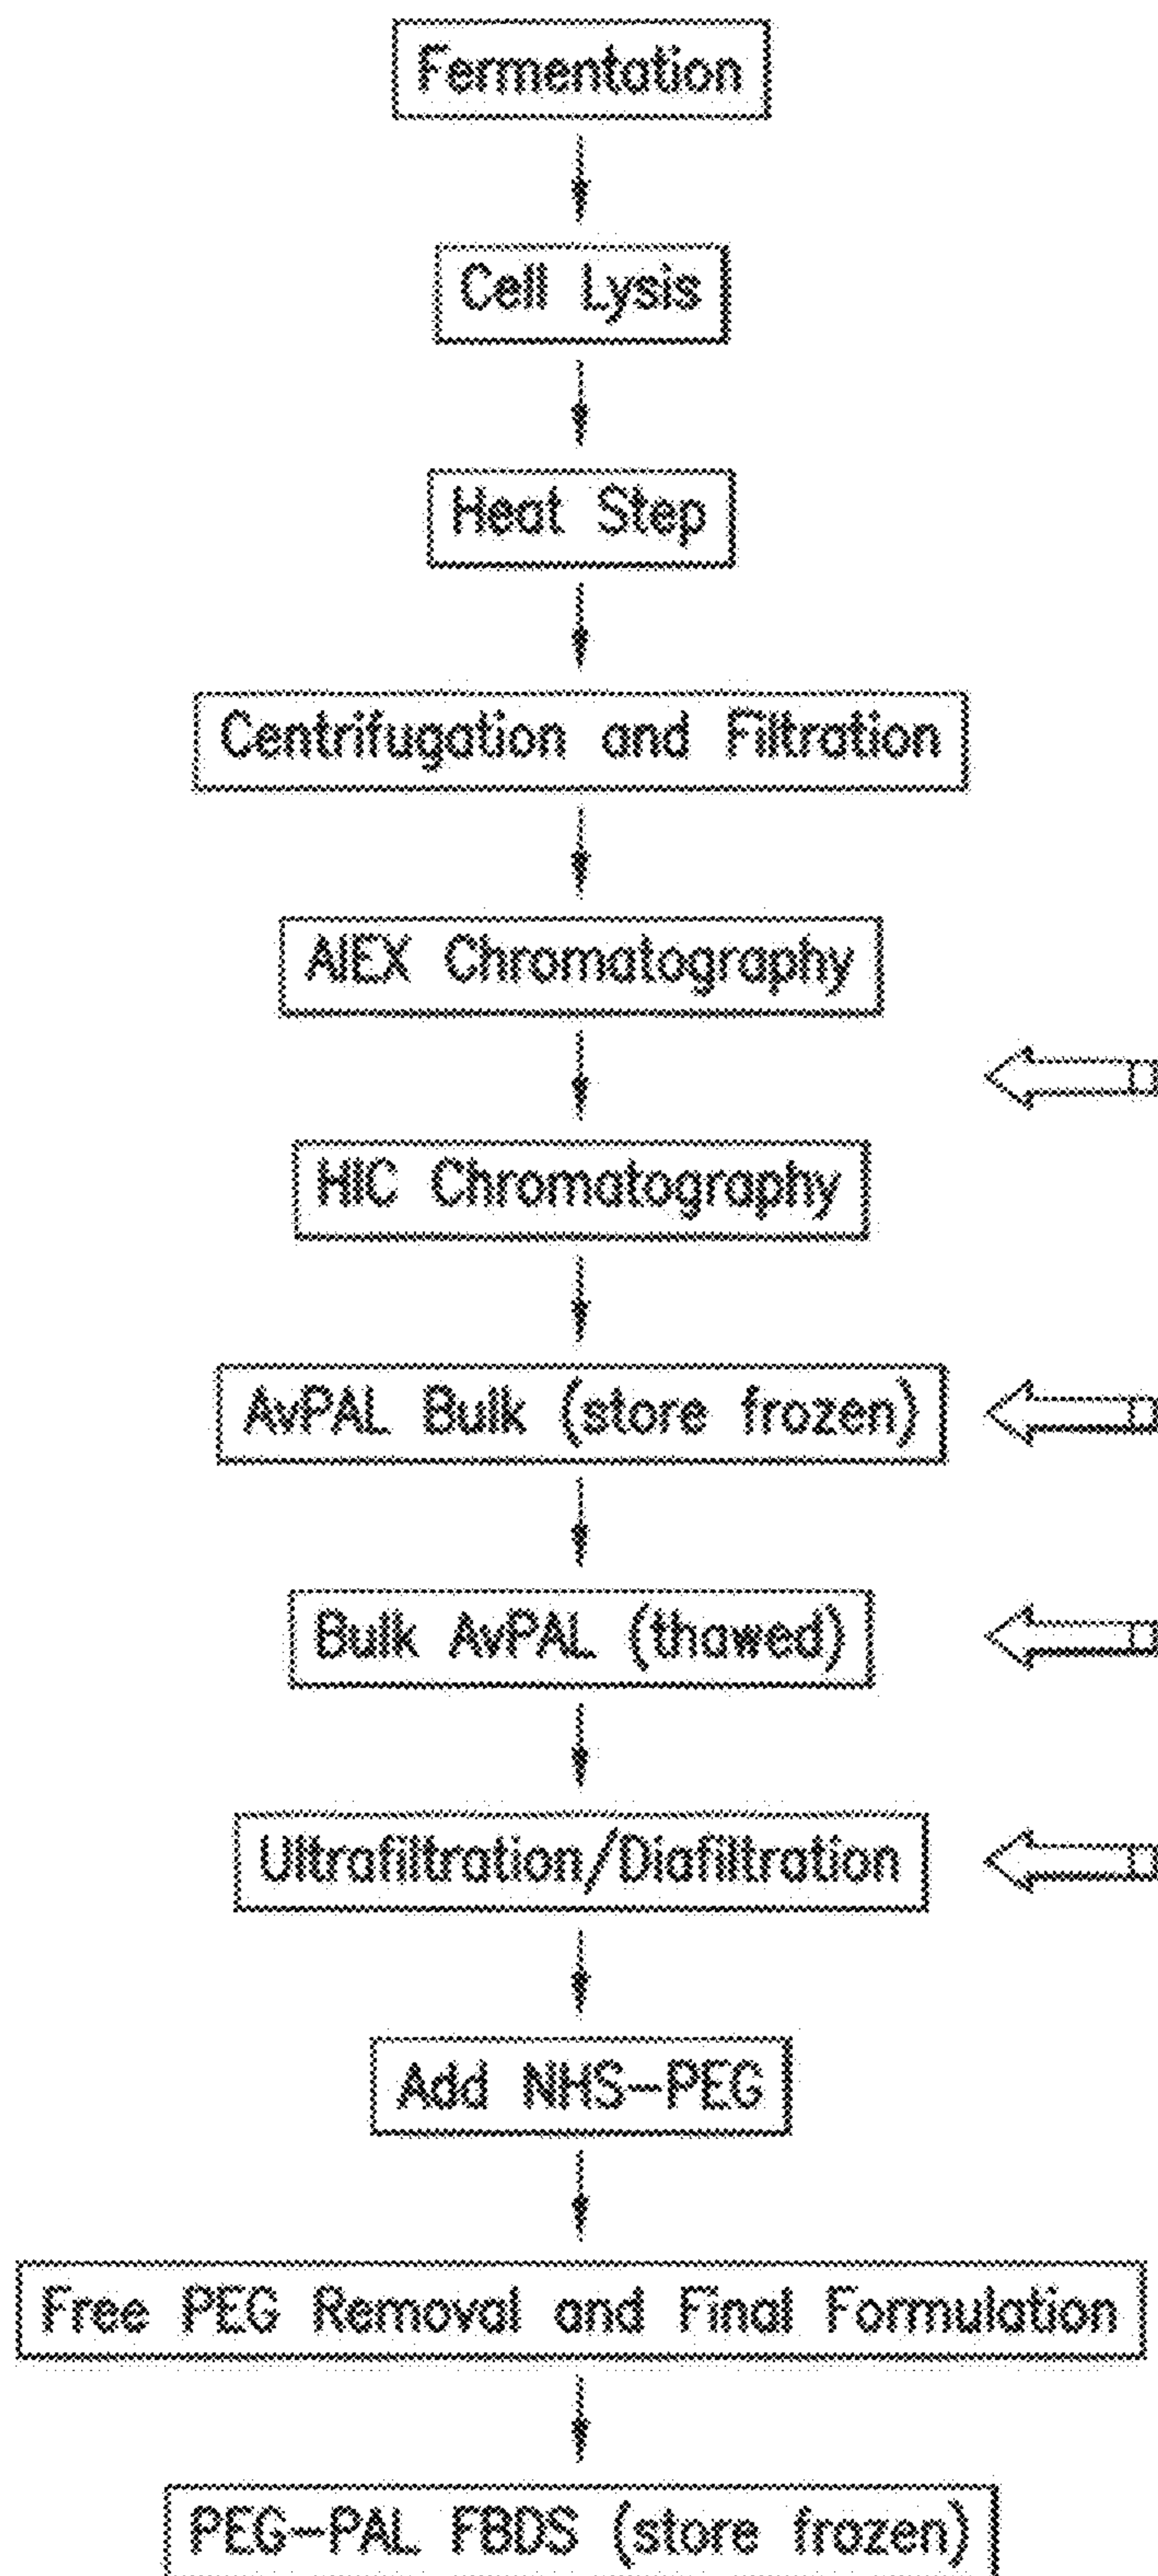 Fermentation
Cell Lysis
Heat Step
Centrifugation and Filtration
AIEX Chromatography
HIC Chromatography
AvPAL Bulk (store frozen)
Bulk AvPAL (thawed)
Ultrafiltration/Diafiltration
Add NHS-PEG
Free PEG Removal and Final Formulation
PEG-PAL FBDS (store frozen)